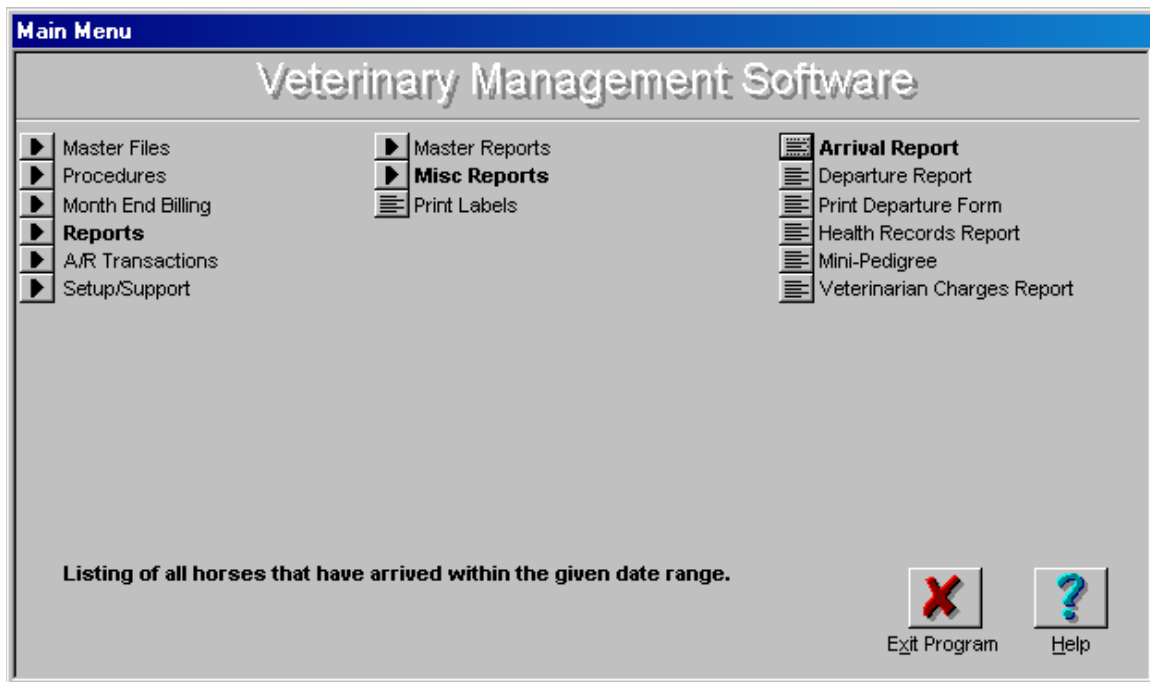 Main Menu
Veterinary Management Software
Master Files
Procedures
Month End Billing
Reports
A/R Transactions
Setup/Support
Master Reports
Misc Reports
Print Labels
Arrival Report
Departure Report
Print Departure Form
Health Records Report
Mini-Pedigree
Veterinarian Charges Report
Listing of all horses that have arrived within the given date range.
Exit Program
Help